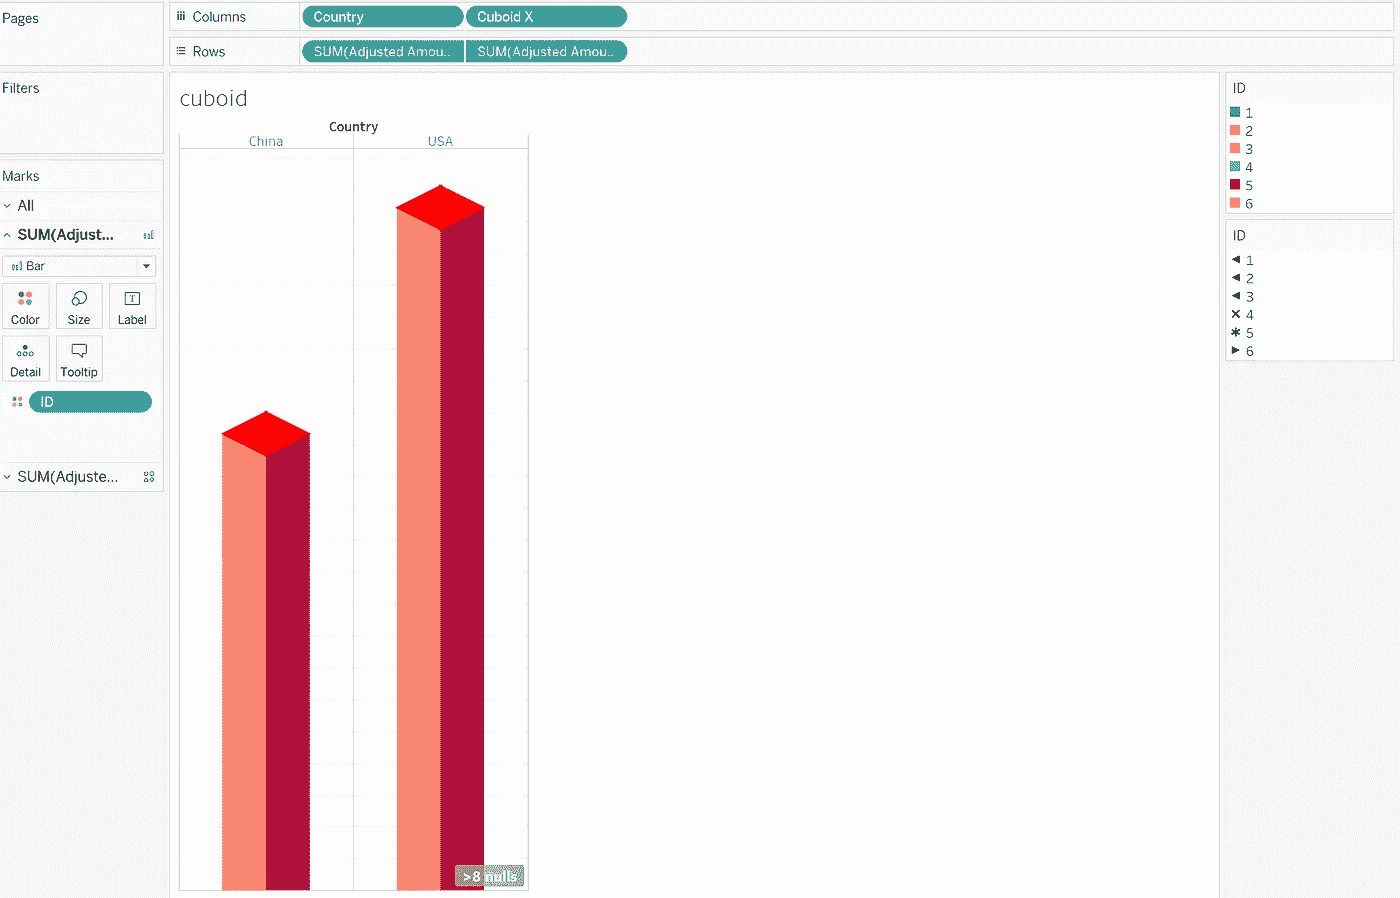 Pages
Columns
Country
Cuboid X
Rows
SUM(Adjusted Amou..
SUM(Adjusted Amou..
Filters
Marks
All
SUM(Adjust...
Bar
Color
Size
Label
Detail
Tooltip
ID
SUM(Adjuste...
cuboid
Country
China
USA
>8 nulls
ID
1
2
3
4
5
6
ID
1
2
3
4
5
6